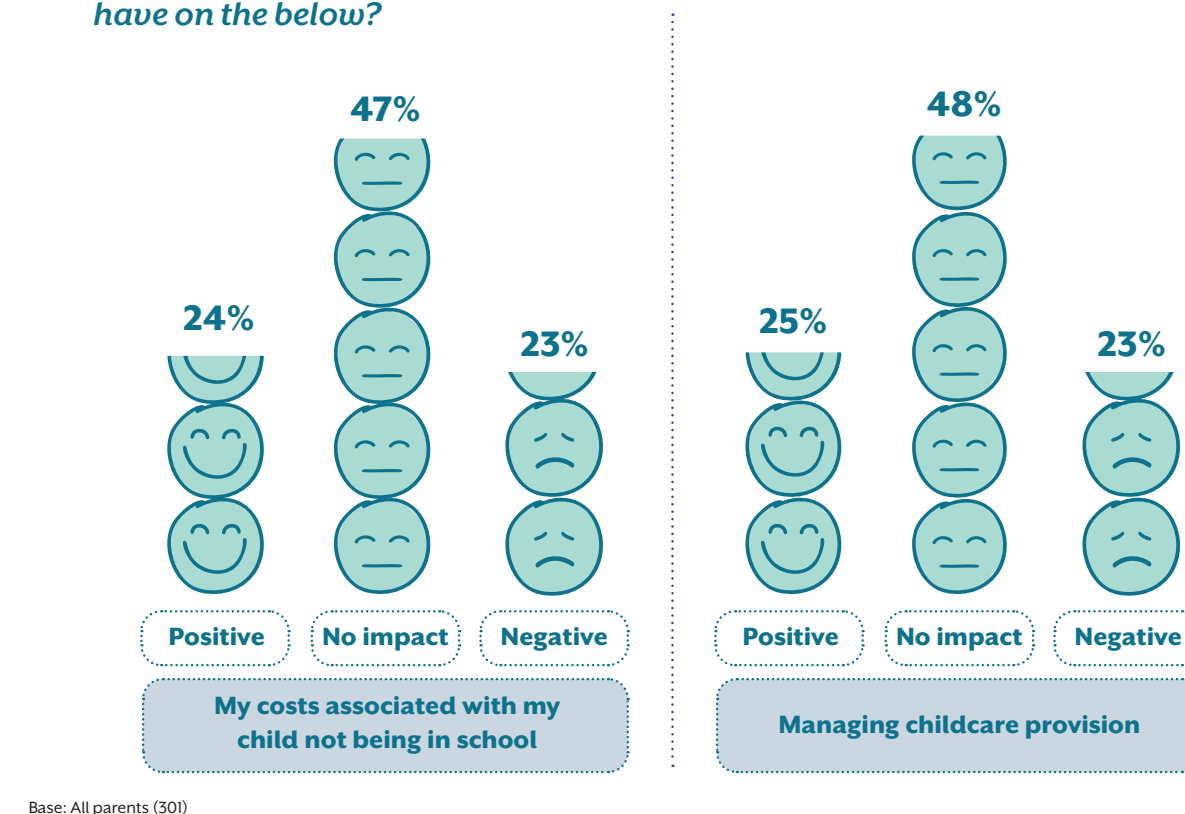 have on the below?
47%
24%
23%
Positive
No impact
Negative
My costs associated with my
child not being in school
48%
25%
23%
Positive
No impact
Negative
Managing childcare provision
Base: All parents (301)